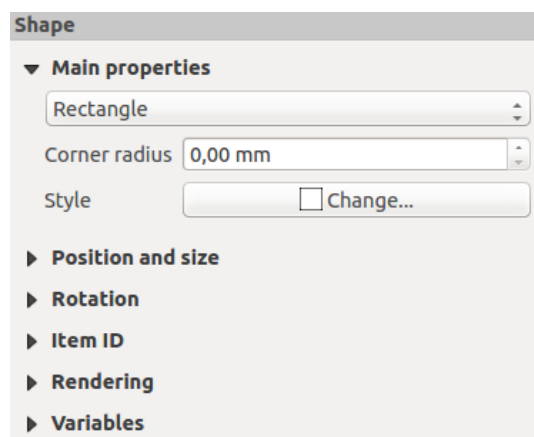 Shape
Main properties
Rectangle
Corner radius 0,00 mm
Style Change...
Position and size
Rotation
Item ID
Rendering
Variables